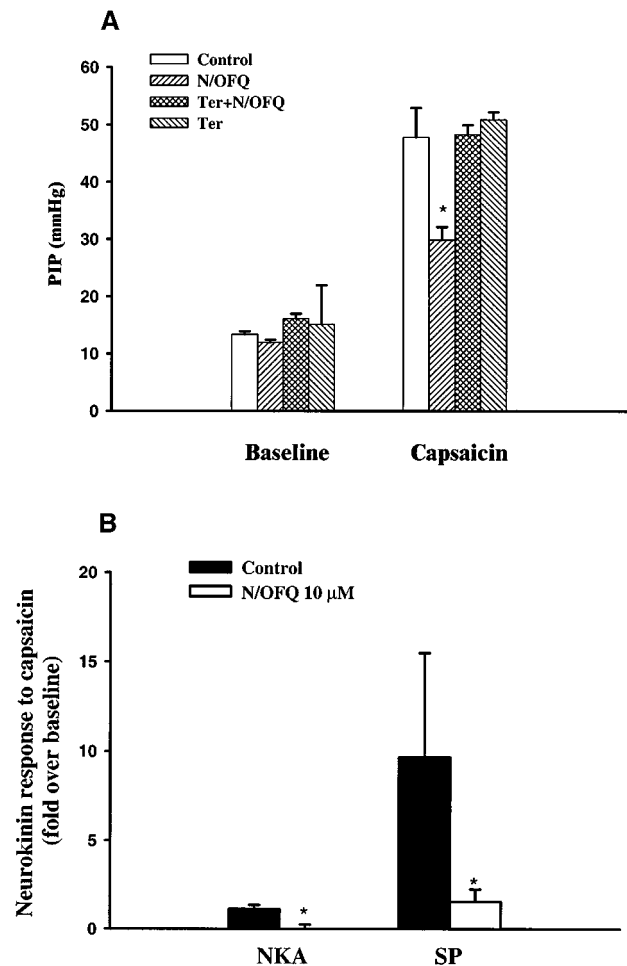 A
Control
N/OFQ
Ter+N/OFQ
Ter
60
50
40
30
20
10
0
PIP (mmHg)
*
Baseline
Capsaicin
B
Control
N/OFQ 10 μM
20
15
10
5
0
Neurokinin response to capsaicin
(fold over baseline)
*
*
NKA
SP